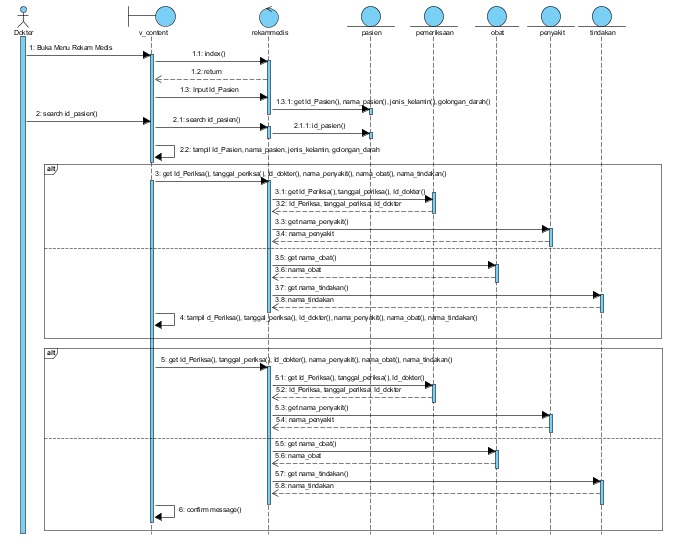 Dokter
v_content
rekammedis
pasien
pemeriksaan
obat
penyakit
tindakan
1: Buka Menu Rekam Medis
1.1: index()
1.2: return
1.3: Input Id_Pasien
1.3.1: get Id_Pasien(), nama_pasien(), jenis_kelamin(), golongan_darah()
2: search id_pasien()
2.1: search id_pasien()
2.1.1: id_pasien()
2.2: tampil Id_Pasien, nama_pasien, jenis_kelamin, golongan_darah
alt
3: get Id_Periksa(), tanggal_periksa(), Id_dokter(), nama_penyakit(), nama_obat(), nama_tindakan()
3.1: get Id_Periksa(), tanggal_periksa(), Id_dokter()
3.2: Id_Periksa, tanggal_periksa, Id_dokter
3.3: get nama_penyakit()
3.4: nama_penyakit
3.5: get nama_obat()
3.6: nama_obat
3.7: get nama_tindakan()
3.8: nama_tindakan
4: tampil d_Periksa(), tanggal_periksa(), Id_dokter(), nama_penyakit(), nama_obat(), nama_tindakan()
alt
5: get Id_Periksa(), tanggal_periksa(), Id_dokter(), nama_penyakit(), nama_obat(), nama_tindakan()
5.1: get Id_Periksa(), tanggal_periksa(), Id_dokter()
5.2: Id_Periksa, tanggal_periksa, Id_dokter
5.3: get nama_penyakit()
5.4: nama_penyakit
5.5: get nama_obat()
5.6: nama_obat
5.7: get nama_tindakan()
5.8: nama_tindakan
6: confirm message()